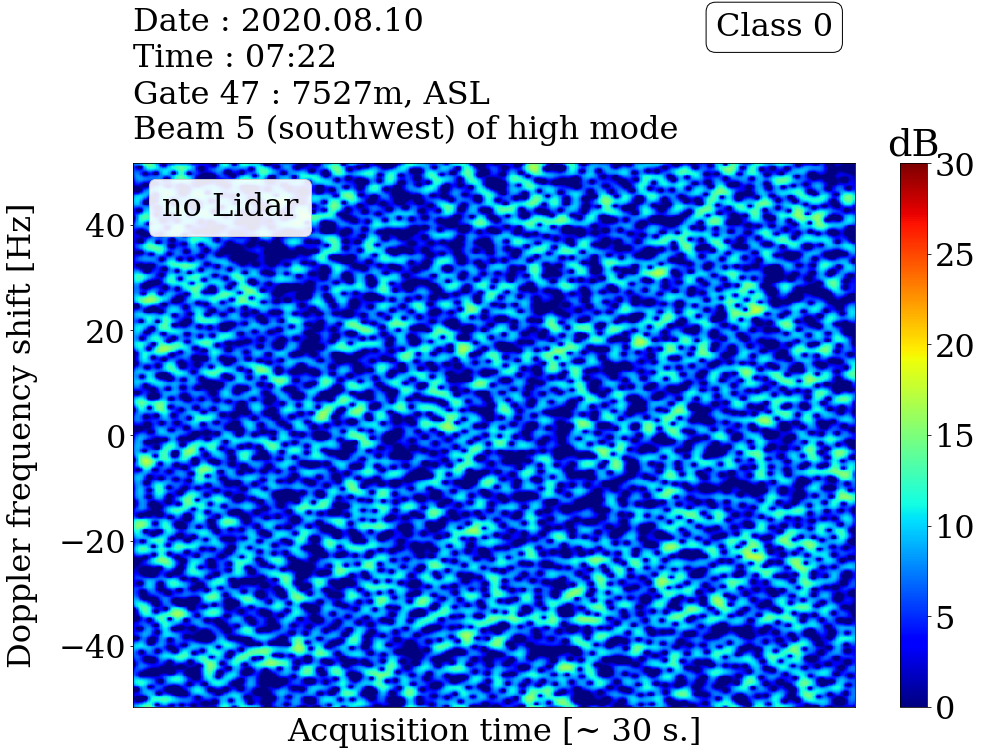 Date : 2020.08.10
Time : 07:22
Gate 47 : 7527m, ASL
Beam 5 (southwest) of high mode
Class 0
dB
no Lidar
Doppler frequency shift [Hz]
40
20
0
−20
−40
Acquisition time [~ 30 s.]
30
25
20
15
10
5
0